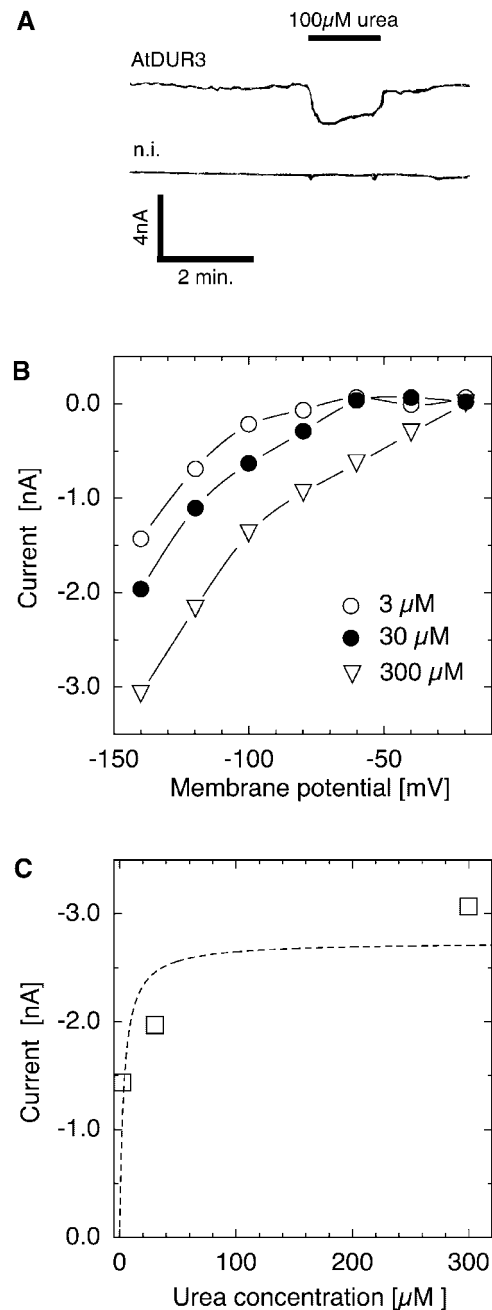 A
100µM urea
AtDUR3
n.i.
4nA
2 min.
B
0.0
-1.0
-2.0
-3.0
Current [nA]
3 µM
30 µM
300 µM
-150
-100
-50
Membrane potential [mV]
C
-3.0
-2.0
-1.0
0.0
Current [nA]
0
100
200
300
Urea concentration [µM ]